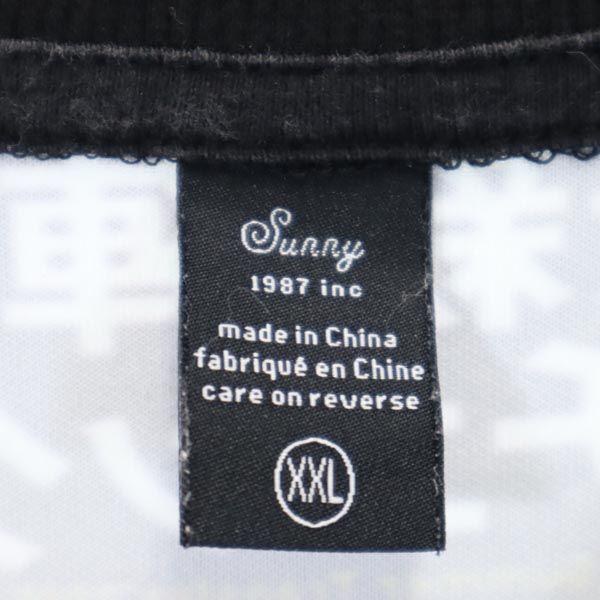 Sunny
1987 inc
made in China
fabriqué en Chine
care on reverse
XXL